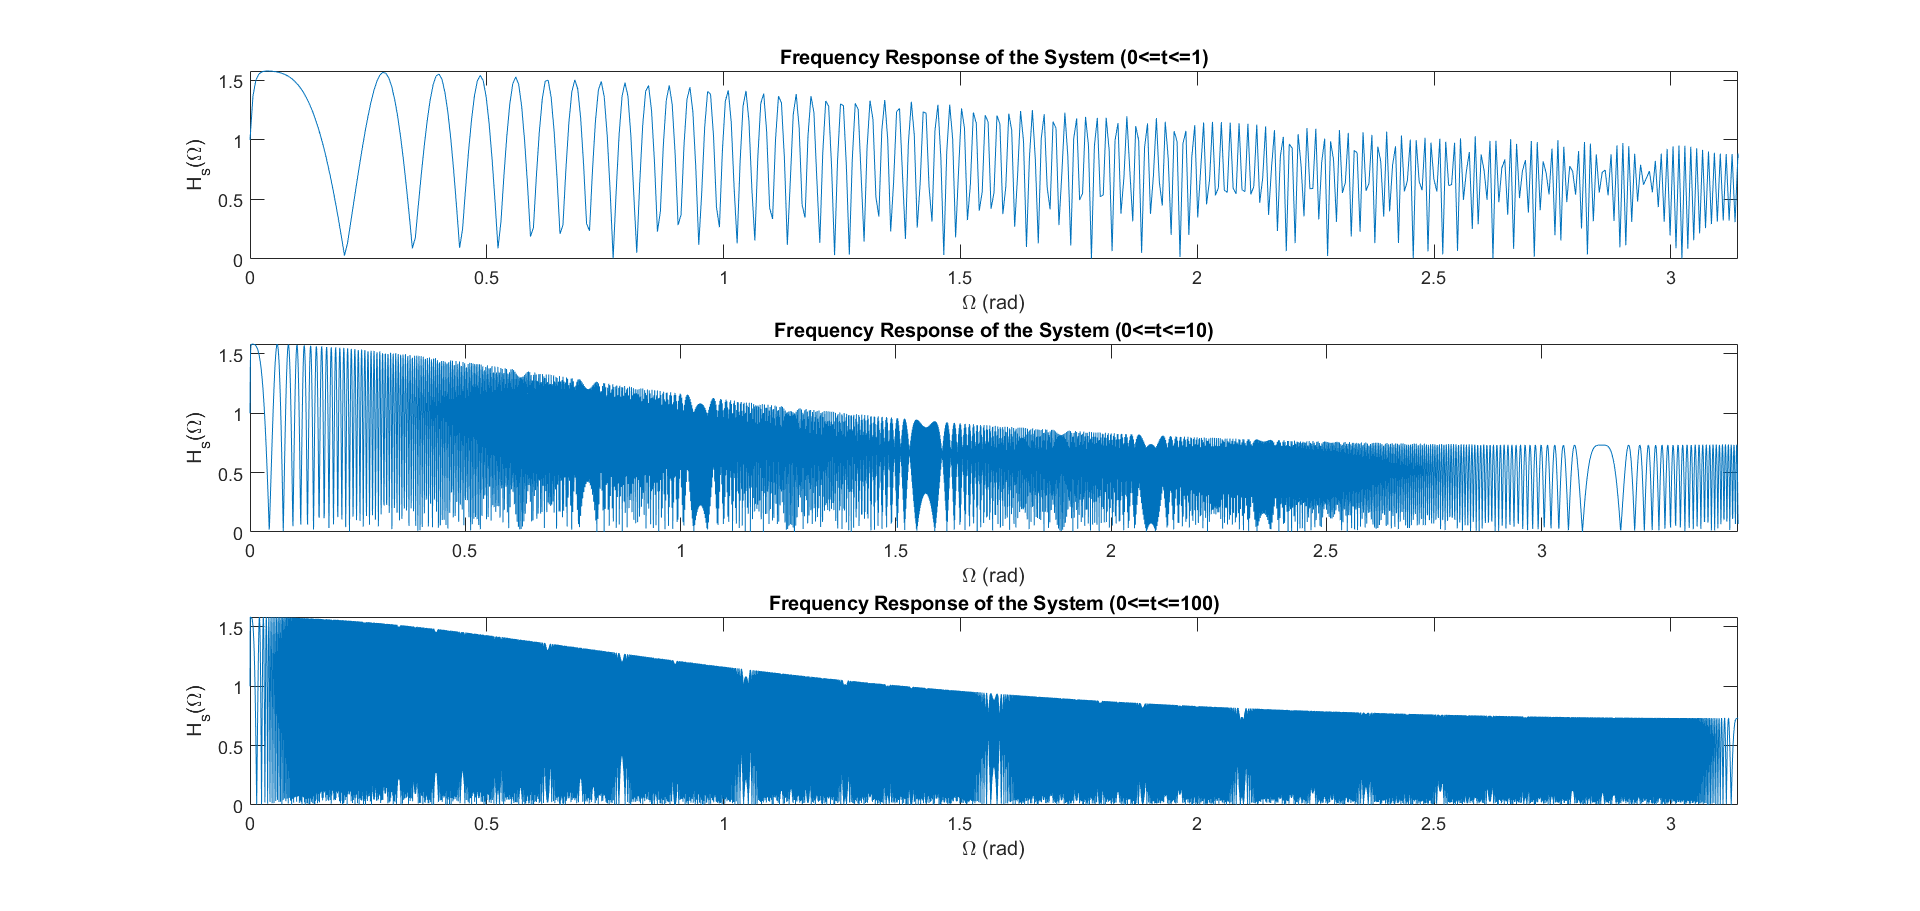 Frequency Response of the System (0<=t<=1)
1.5
1
0.5
0
H_s(Ω)
0 0.5 1 1.5 2 2.5 3
Ω (rad)
Frequency Response of the System (0<=t<=10)
1.5
1
0.5
0
H_s(Ω)
0 0.5 1 1.5 2 2.5 3
Ω (rad)
Frequency Response of the System (0<=t<=100)
1.5
1
0.5
0
H_s(Ω)
0 0.5 1 1.5 2 2.5 3
Ω (rad)